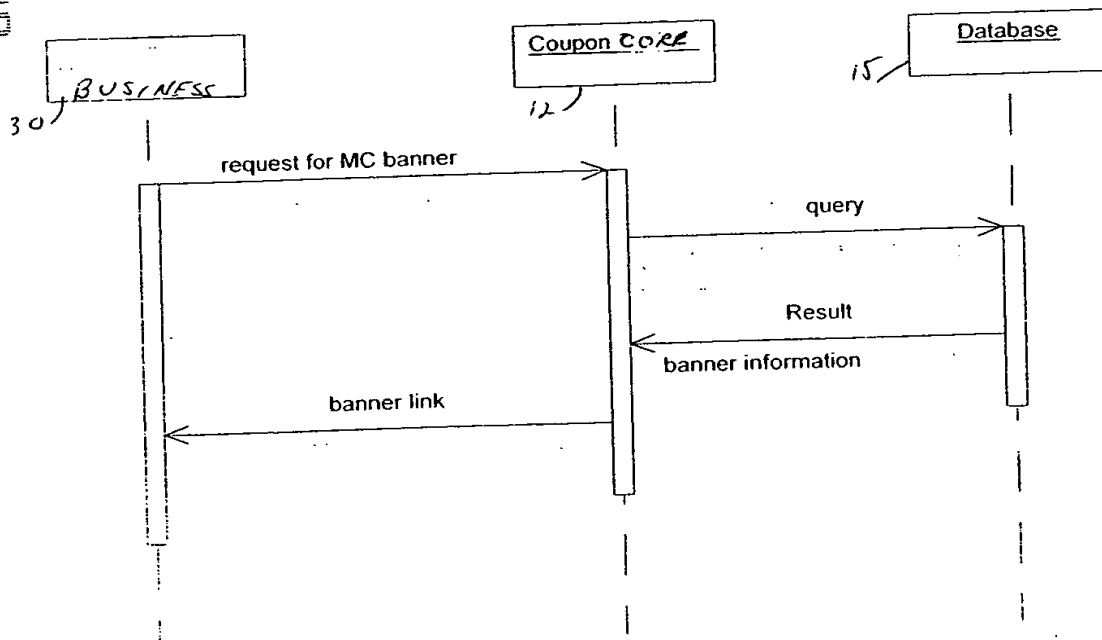 BUSINESS
30
Coupon CORE
12
Database
15
request for MC banner
query
Result
banner information
banner link